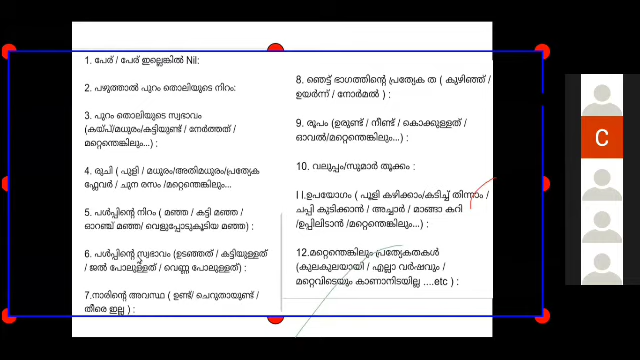 1. പേര് / പേര് ഇല്ലെങ്കിൽ Nil:
2. പഴുത്താൽ പുറം തൊലിയുടെ നിറം:
3. പുറം തൊലിയുടെ സ്വഭാവം
(കയ്പ്/മധുരം/കട്ടിയുണ്ട് / നേർത്തത് /
മറ്റെന്തെങ്കിലും...) ;
4. രുചി ( പുളി / മധുരം/അതിമധുരം/പ്രത്യേക
ഫ്ലേവർ / ചുന രസം /മറ്റെന്തെങ്കിലും...
5. പൾപ്പിന്റെ നിറം ( മഞ്ഞ / കട്ടി മഞ്ഞ /
ഓറഞ്ച് മഞ്ഞ/ വെളുപ്പോടുകൂടിയ മഞ്ഞ) ;
6. പൾപ്പിന്റെ സ്വഭാവം (ഉടഞ്ഞത് / കട്ടിയുള്ളത്
/ ജൽ പോലുള്ളത് / വെണ്ണ പോലുള്ളത്) :
7.നാരിന്റെ അവസ്ഥ ( ഉണ്ട്/ ചെറുതായുണ്ട് /
തീരെ ഇല്ല ) :
8. ഞെട്ട് ഭാഗത്തിന്റെ പ്രത്യേക ത ( കുഴിഞ്ഞ് /
ഉയർന്ന് / നോർമൽ ) :
9. രൂപം (ഉരുണ്ട് / നീണ്ട് / കൊക്കുള്ളത് /
ഓവൽ/മറ്റെന്തെങ്കിലും...) :
10. വലുപ്പം/സുമാർ തൂക്കം :
I I.ഉപയോഗം ( പൂളി കഴിക്കാം/കടിച്ച് തിന്നാം /
ചപ്പി കുടിക്കാൻ / അച്ചാർ / മാങ്ങാ കറി
/ഉപ്പിലിടാൻ /മറ്റെന്തെങ്കിലും...) :
12.മറ്റെന്തെങ്കിലും പ്രത്യേകതകൾ
(കുലകുലയായി / എല്ലാ വർഷവും /
മറ്റെവിടെയും കാണാനിടയില്ല ....etc ) :
C